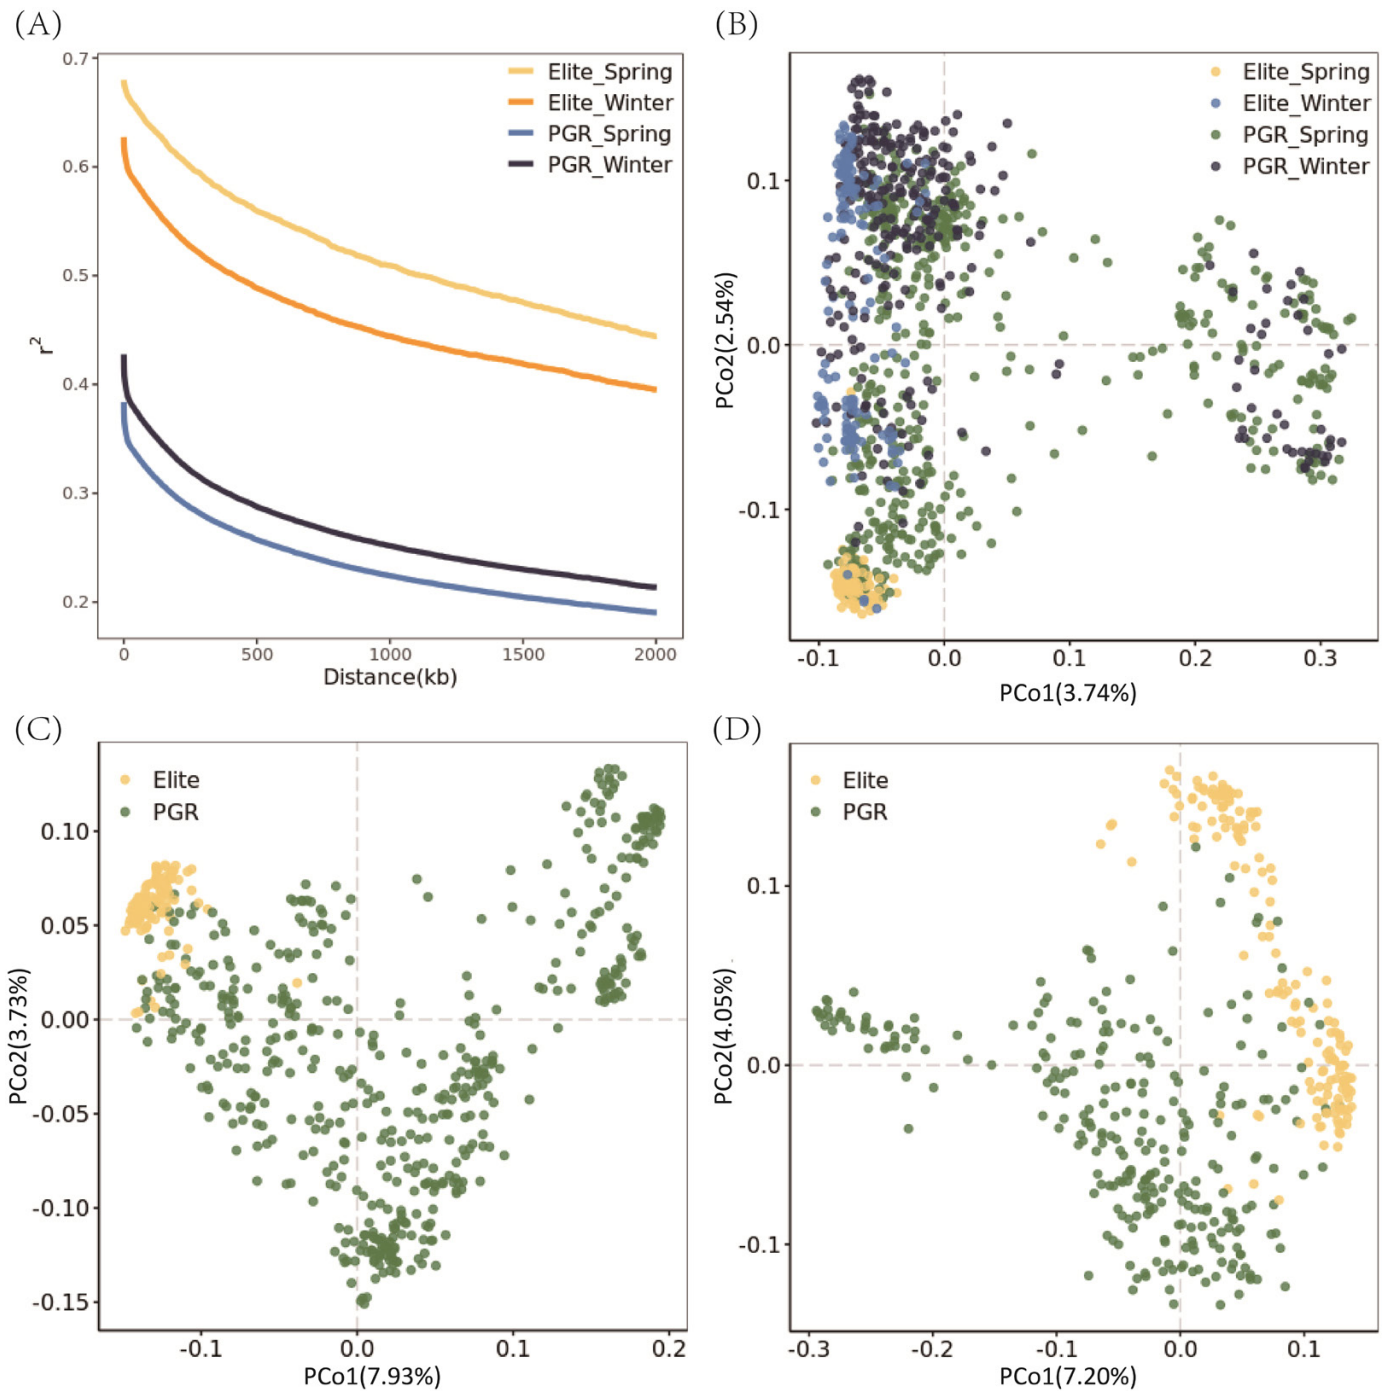 (A)
0.7
0.6
0.5
0.4
0.3
0.2
r²
Elite_Spring
Elite_Winter
PGR_Spring
PGR_Winter
0 500 1000 1500 2000
Distance(kb)
(B)
Elite_Spring
Elite_Winter
PGR_Spring
PGR_Winter
0.1
0.0
-0.1
PCo2(2.54%)
-0.1 0.0 0.1 0.2 0.3
PCo1(3.74%)
(C)
Elite
PGR
0.10
0.05
0.00
-0.05
-0.10
-0.15
PCo2(3.73%)
-0.1 0.0 0.1 0.2
PCo1(7.93%)
(D)
Elite
PGR
0.1
0.0
-0.1
PCo2(4.05%)
-0.3 -0.2 -0.1 0.0 0.1
PCo1(7.20%)